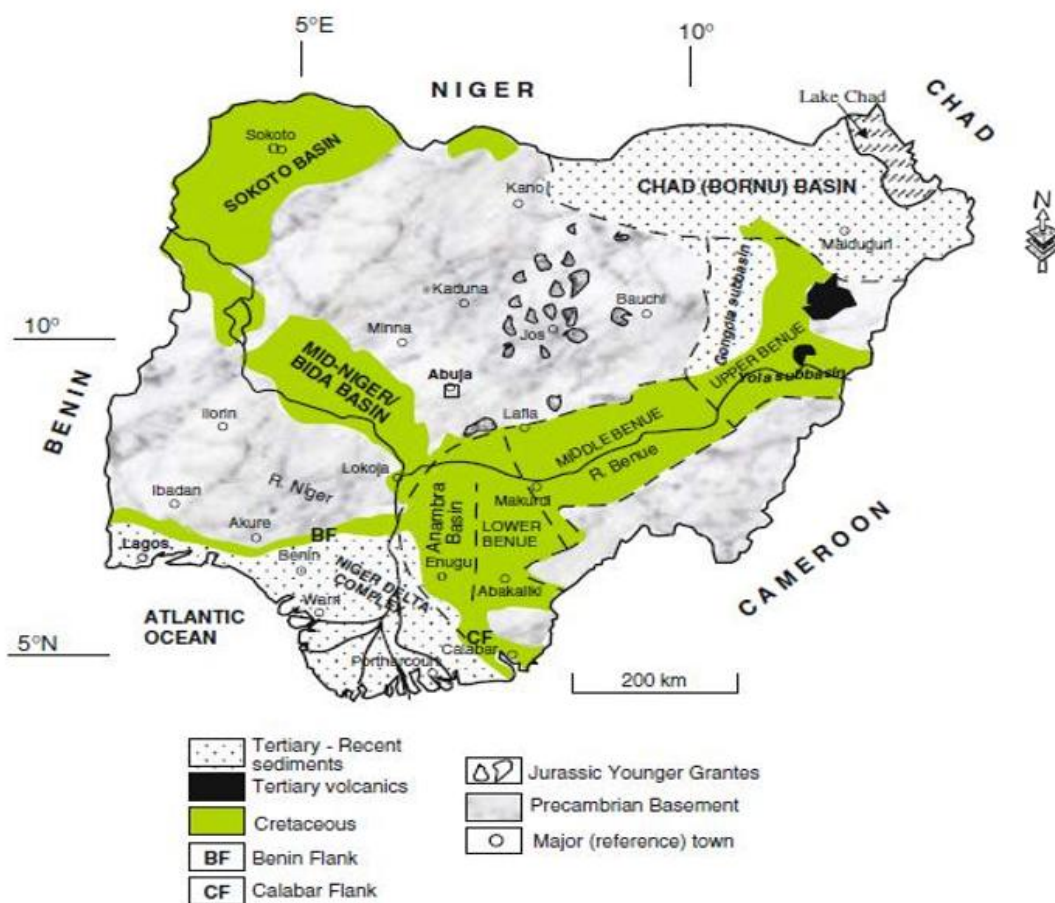 5°E
10°
NIGER
CHAD
Lake Chad
Sokoto
SOKOTO BASIN
Kano
CHAD (BORNU) BASIN
N
Maiduguri
Gongola subbasin
Kaduna
Bauchi
Jos
Minna
10°
UPPER BENUE
Yola subbasin
MID-NIGER/
BIDA BASIN
Abuja
BENIN
Ilorin
Lafia
MIDDLE BENUE
R. Benue
Lokoja
R. Niger
Makurdi
Ibadan
Akure
Anambra
Basin
LOWER
BENUE
BF
Lagos
Benin
Enugu
Abakaliki
NIGER DELTA
COMPLEX
Warri
CAMEROON
ATLANTIC
OCEAN
5°N
CF
Calabar
Portharcourt
200 km
Tertiary - Recent
sediments
Tertiary volcanics
Cretaceous
BF Benin Flank
CF Calabar Flank
Jurassic Younger Grantes
Precambrian Basement
Major (reference) town